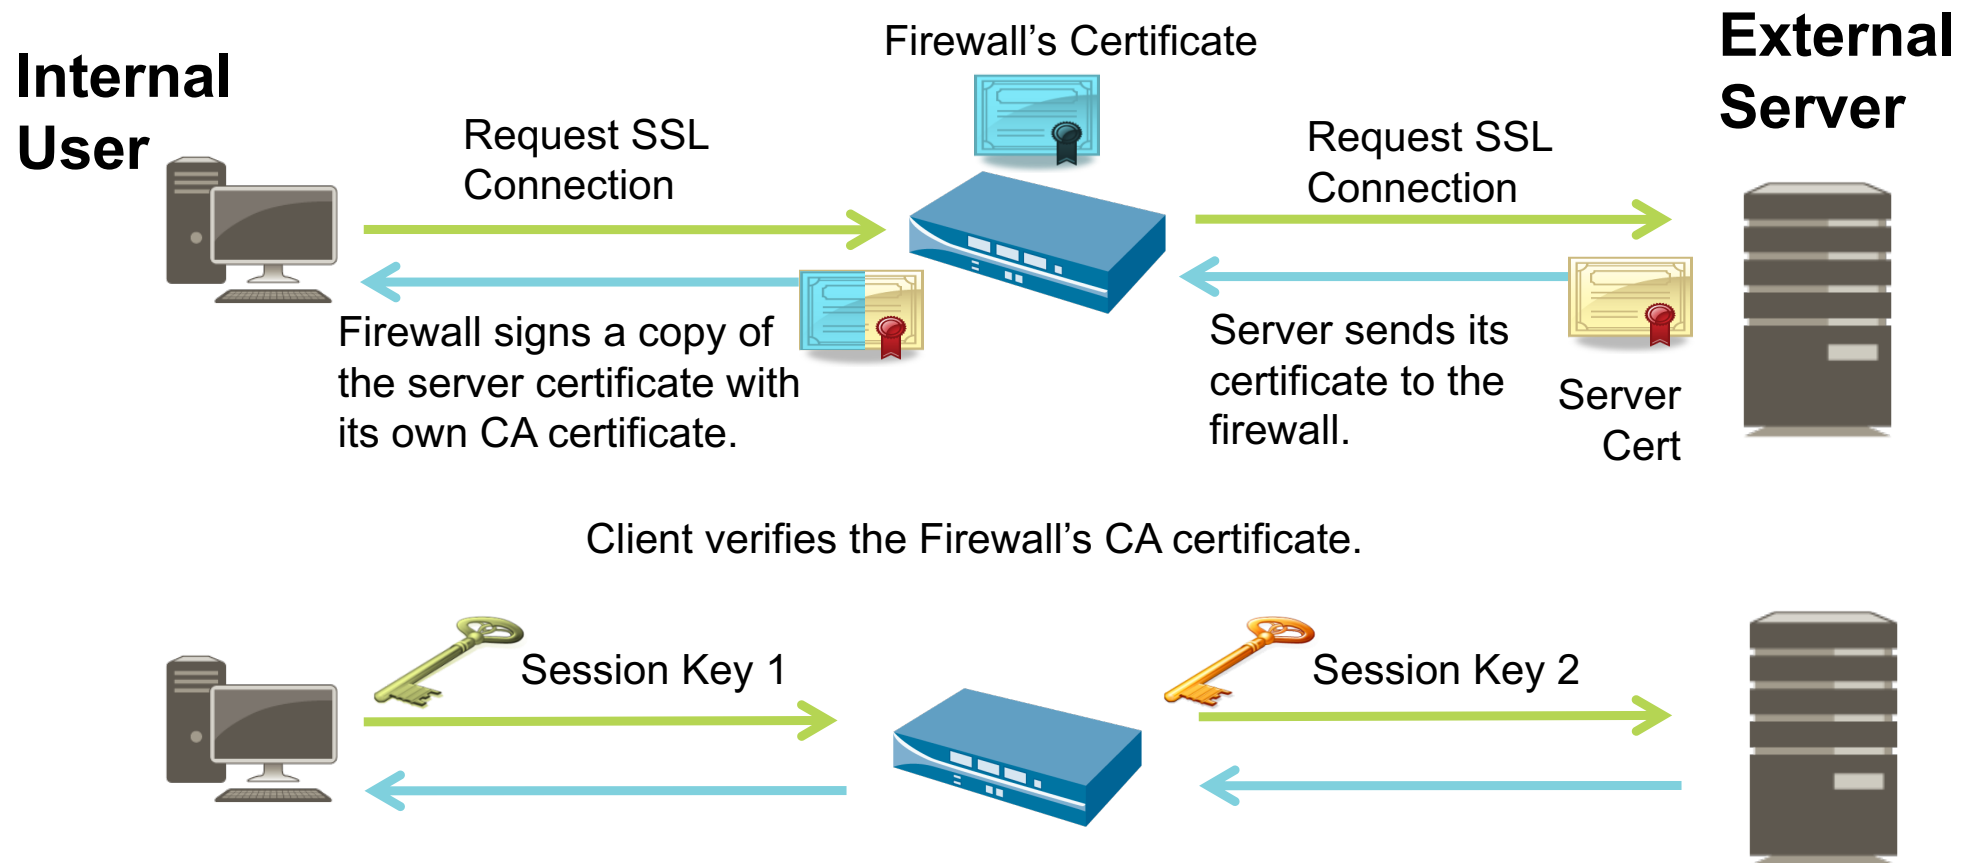 Firewall’s Certificate
External
Server
Internal
User
Request SSL
Connection
Request SSL
Connection
Firewall signs a copy of
the server certificate with
its own CA certificate.
Server sends its
certificate to the
firewall.
Server
Cert
Client verifies the Firewall’s CA certificate.
Session Key 1
Session Key 2